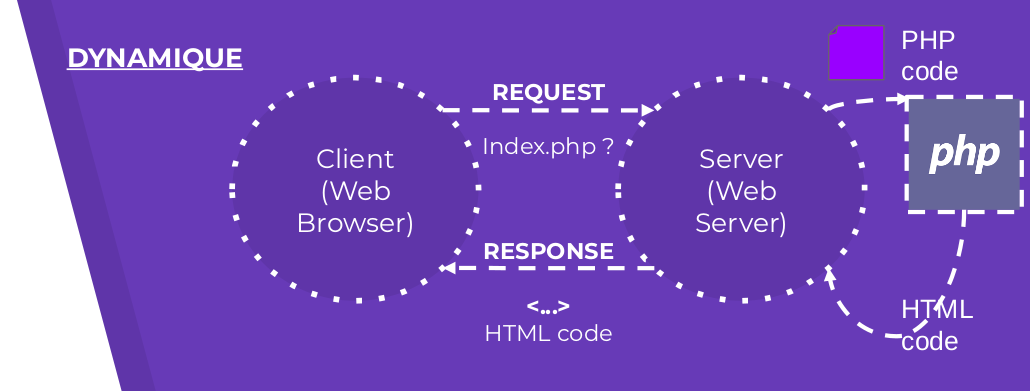 DYNAMIQUE
REQUEST
Index.php ?
Client
(Web
Browser)
Server
(Web
Server)
PHP
code
php
RESPONSE
<...>
HTML code
HTML
code